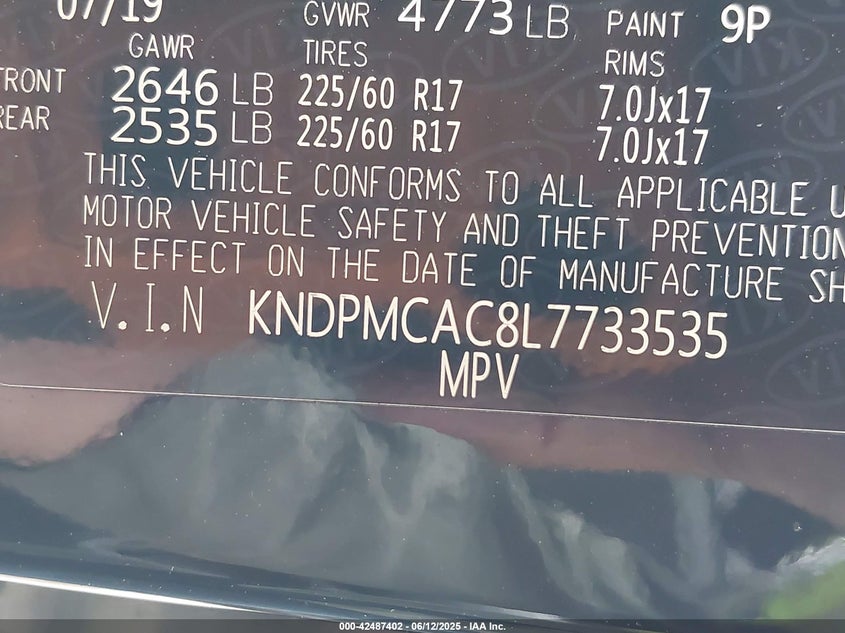 07/19 GVWR 4773 LB PAINT 9P
GAWR TIRES RIMS
FRONT 2646 LB 225/60 R17 7.0Jx17
REAR 2535 LB 225/60 R17 7.0Jx17
THIS VEHICLE CONFORMS TO ALL APPLICABLE U
MOTOR VEHICLE SAFETY AND THEFT PREVENTION
IN EFFECT ON THE DATE OF MANUFACTURE SH
V.I.N KNDPMCAC8L7733535
MPV
000-42487402 - 06/12/2025 - IAA Inc.